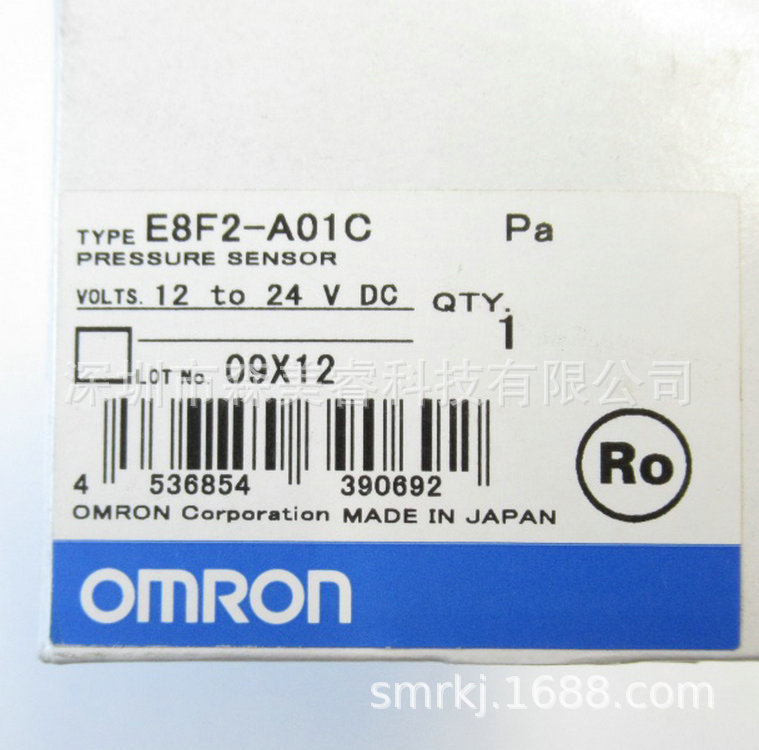 TYPE E8F2-A01C Pa
PRESSURE SENSOR
VOLTS. 12 to 24 V DC QTY.
1
LOT No. 09X12
深圳市森美睿科技有限公司
4 536854 390692
Ro
OMRON Corporation MADE IN JAPAN
OMRON
smrkj.1688.com